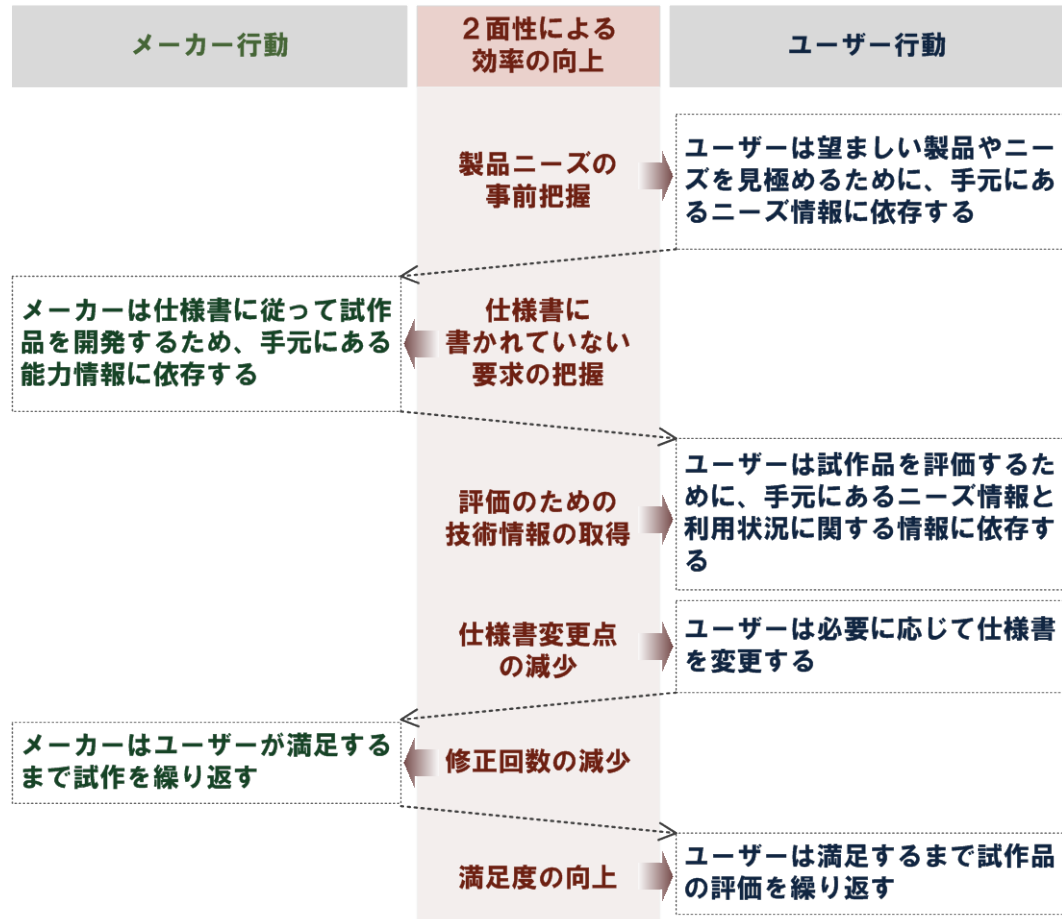 メーカー行動
２面性による
効率の向上
ユーザー行動
製品ニーズの
事前把握
ユーザーは望ましい製品やニー
ズを見極めるために、手元にあ
るニーズ情報に依存する
メーカーは仕様書に従って試作
品を開発するため、手元にある
能力情報に依存する
仕様書に
書かれていない
要求の把握
評価のための
技術情報の取得
ユーザーは試作品を評価するた
めに、手元にあるニーズ情報と
利用状況に関する情報に依存す
る
仕様書変更点
の減少
ユーザーは必要に応じて仕様書
を変更する
メーカーはユーザーが満足する
まで試作を繰り返す
修正回数の減少
満足度の向上
ユーザーは満足するまで試作品
の評価を繰り返す